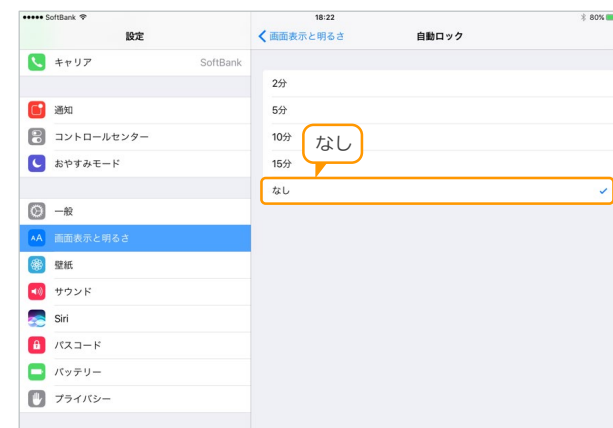 SoftBank 18:22 80%
設定
キャリア SoftBank
通知
コントロールセンター
おやすみモード
一般
AA 画面表示と明るさ
壁紙
サウンド
Siri
パスコード
バッテリー
プライバシー
画面表示と明るさ 自動ロック
2分
5分
10分
なし
15分
なし